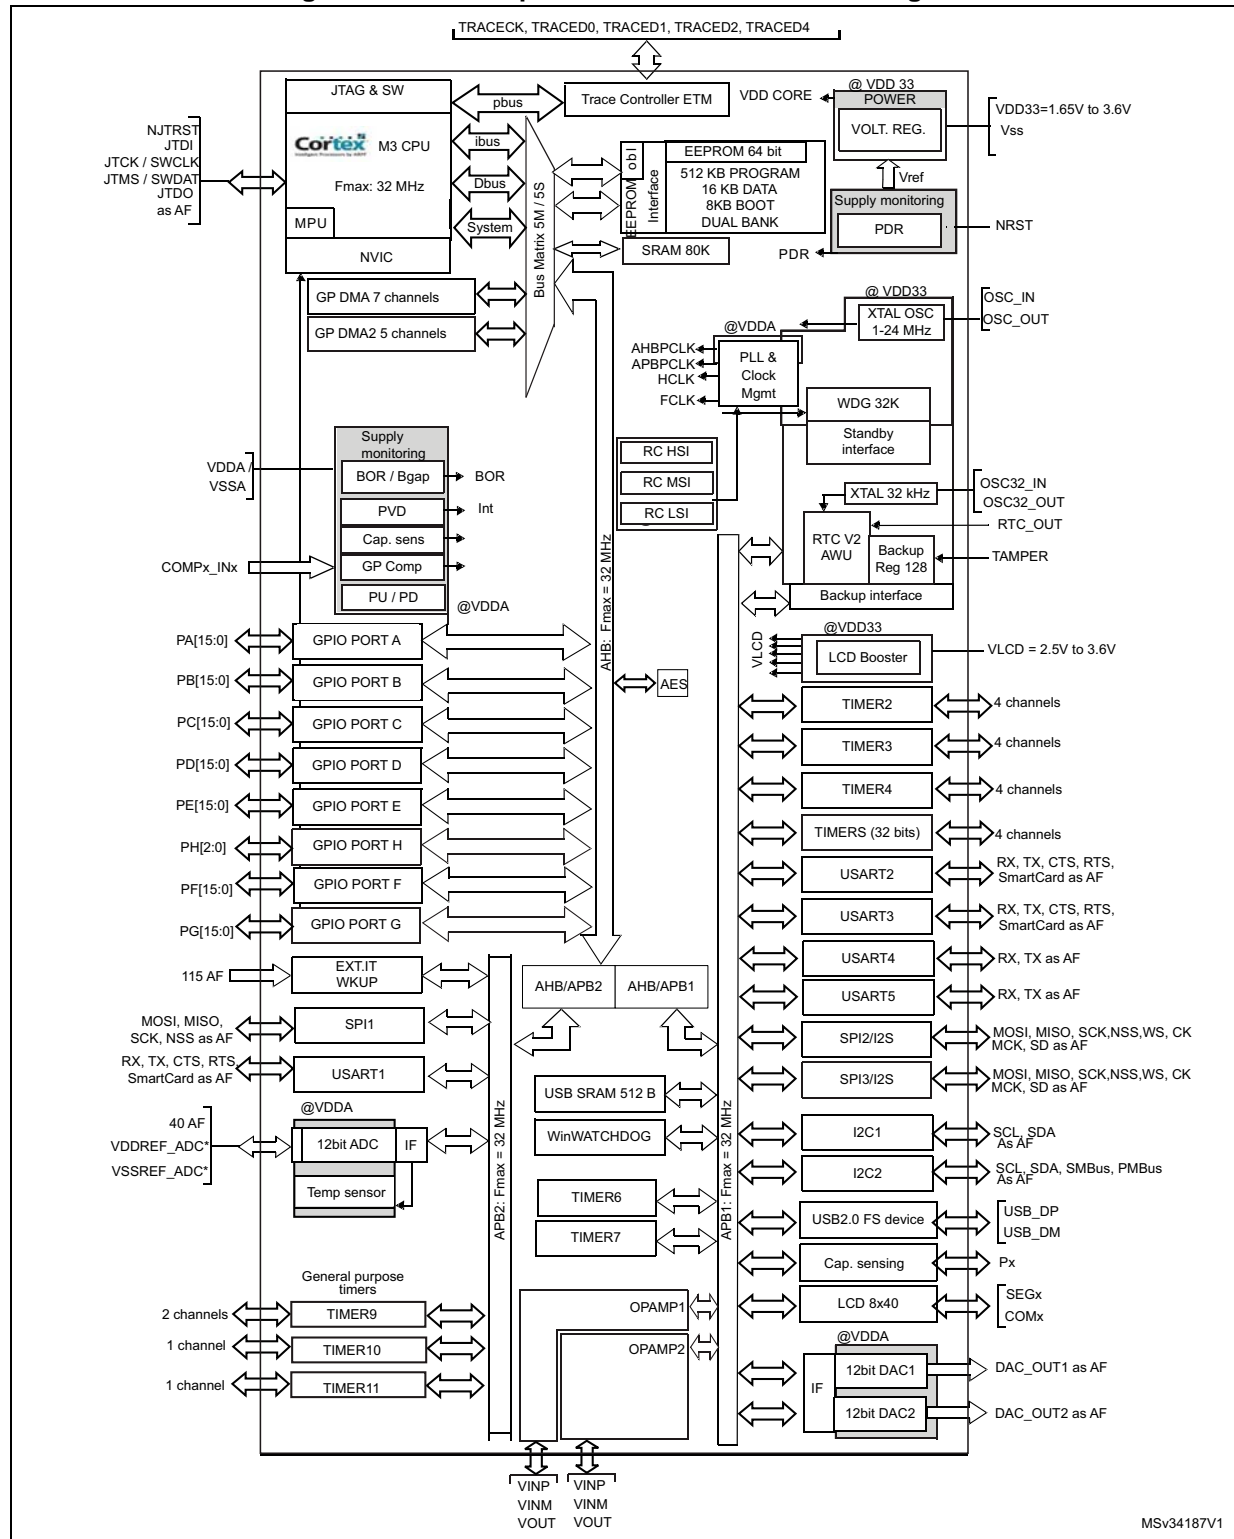 TRACECK, TRACED0, TRACED1, TRACED2, TRACED4
JTAG & SW
pbus
Trace Controller ETM
VDD CORE
@ VDD 33
POWER
VOLT. REG.
VDD33=1.65V to 3.6V
Vss
NJTRST
JTDI
JTCK / SWCLK
JTMS / SWDAT
JTDO
as AF
Cortex
M3 CPU
Fmax: 32 MHz
MPU
NVIC
ibus
Dbus
System
Bus Matrix 5M / 5S
EEPROM obl
Interface
EEPROM 64 bit
512 KB PROGRAM
16 KB DATA
8KB BOOT
DUAL BANK
SRAM 80K
Vref
Supply monitoring
PDR
PDR
NRST
GP DMA 7 channels
GP DMA2 5 channels
@ VDD33
XTAL OSC
1-24 MHz
OSC_IN
OSC_OUT
@VDDA
PLL &
Clock
Mgmt
AHBPCLK
APBPCLK
HCLK
FCLK
WDG 32K
Standby
interface
RC HSI
RC MSI
RC LSI
XTAL 32 kHz
OSC32_IN
OSC32_OUT
RTC V2
AWU
RTC_OUT
Backup
Reg 128
TAMPER
Backup interface
Supply
monitoring
VDDA /
VSSA
BOR / Bgap
BOR
PVD
Int
Cap. sens
GP Comp
COMPx_INx
PU / PD
@VDDA
AHB: Fmax = 32 MHz
PA[15:0]
GPIO PORT A
PB[15:0]
GPIO PORT B
PC[15:0]
GPIO PORT C
PD[15:0]
GPIO PORT D
PE[15:0]
GPIO PORT E
PH[2:0]
GPIO PORT H
PF[15:0]
GPIO PORT F
PG[15:0]
GPIO PORT G
AES
@VDD33
VLCD
LCD Booster
VLCD = 2.5V to 3.6V
TIMER2
4 channels
TIMER3
4 channels
TIMER4
4 channels
TIMERS (32 bits)
4 channels
USART2
RX, TX, CTS, RTS,
SmartCard as AF
USART3
RX, TX, CTS, RTS,
SmartCard as AF
USART4
RX, TX as AF
USART5
RX, TX as AF
SPI2/I2S
MOSI, MISO, SCK,NSS,WS, CK
MCK, SD as AF
SPI3/I2S
MOSI, MISO, SCK,NSS,WS, CK
MCK, SD as AF
I2C1
SCL, SDA
As AF
I2C2
SCL, SDA, SMBus, PMBus
As AF
USB2.0 FS device
USB_DP
USB_DM
Cap. sensing
Px
LCD 8x40
SEGx
COMx
@VDDA
IF
12bit DAC1
DAC_OUT1 as AF
12bit DAC2
DAC_OUT2 as AF
115 AF
EXT.IT
WKUP
AHB/APB2
AHB/APB1
MOSI, MISO,
SCK, NSS as AF
SPI1
RX, TX, CTS, RTS,
SmartCard as AF
USART1
@VDDA
40 AF
VDDREF_ADC*
VSSREF_ADC*
12bit ADC
IF
Temp sensor
APB2: Fmax = 32 MHz
APB1: Fmax = 32 MHz
USB SRAM 512 B
WinWATCHDOG
TIMER6
TIMER7
General purpose
timers
2 channels
TIMER9
1 channel
TIMER10
1 channel
TIMER11
OPAMP1
OPAMP2
VINP
VINM
VOUT
VINP
VINM
VOUT
MSv34187V1